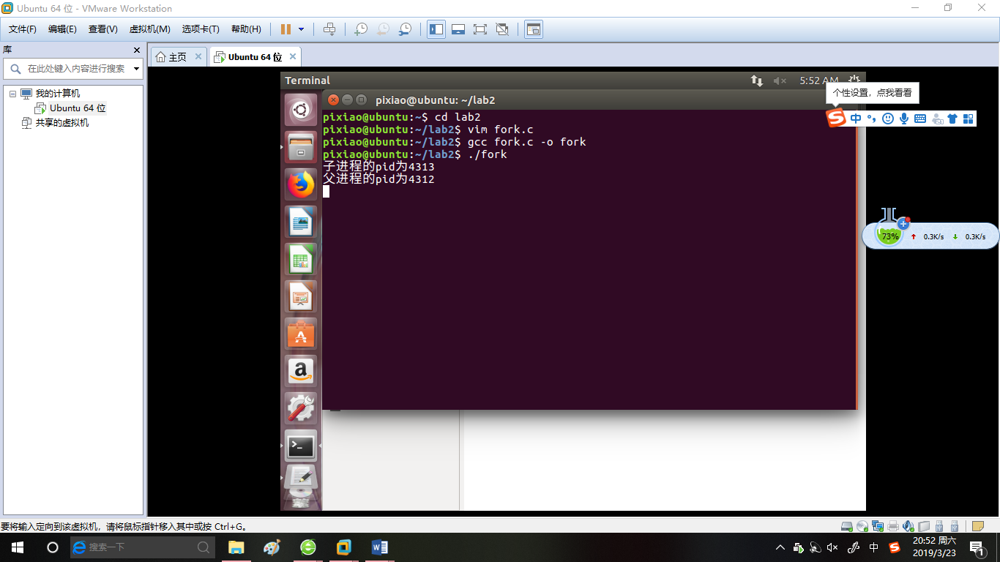 Ubuntu 64 位 - VMware Workstation
文件(F) 编辑(E) 查看(V) 虚拟机(M) 选项卡(T) 帮助(H)
库
在此处键入内容进行搜索
我的计算机
Ubuntu 64 位
共享的虚拟机
主页
Ubuntu 64 位
Terminal
5:52 AM
个性设置，点我看看
中
pixiao@ubuntu: ~/lab2
pixiao@ubuntu:~$ cd lab2
pixiao@ubuntu:~/lab2$ vim fork.c
pixiao@ubuntu:~/lab2$ gcc fork.c -o fork
pixiao@ubuntu:~/lab2$ ./fork
子进程的pid为4313
父进程的pid为4312
73%
0.3K/s
0.3K/s
要将输入定向到该虚拟机，请将鼠标指针移入其中或按 Ctrl+G。
搜索一下
中
20:52 周六
2019/3/23
1